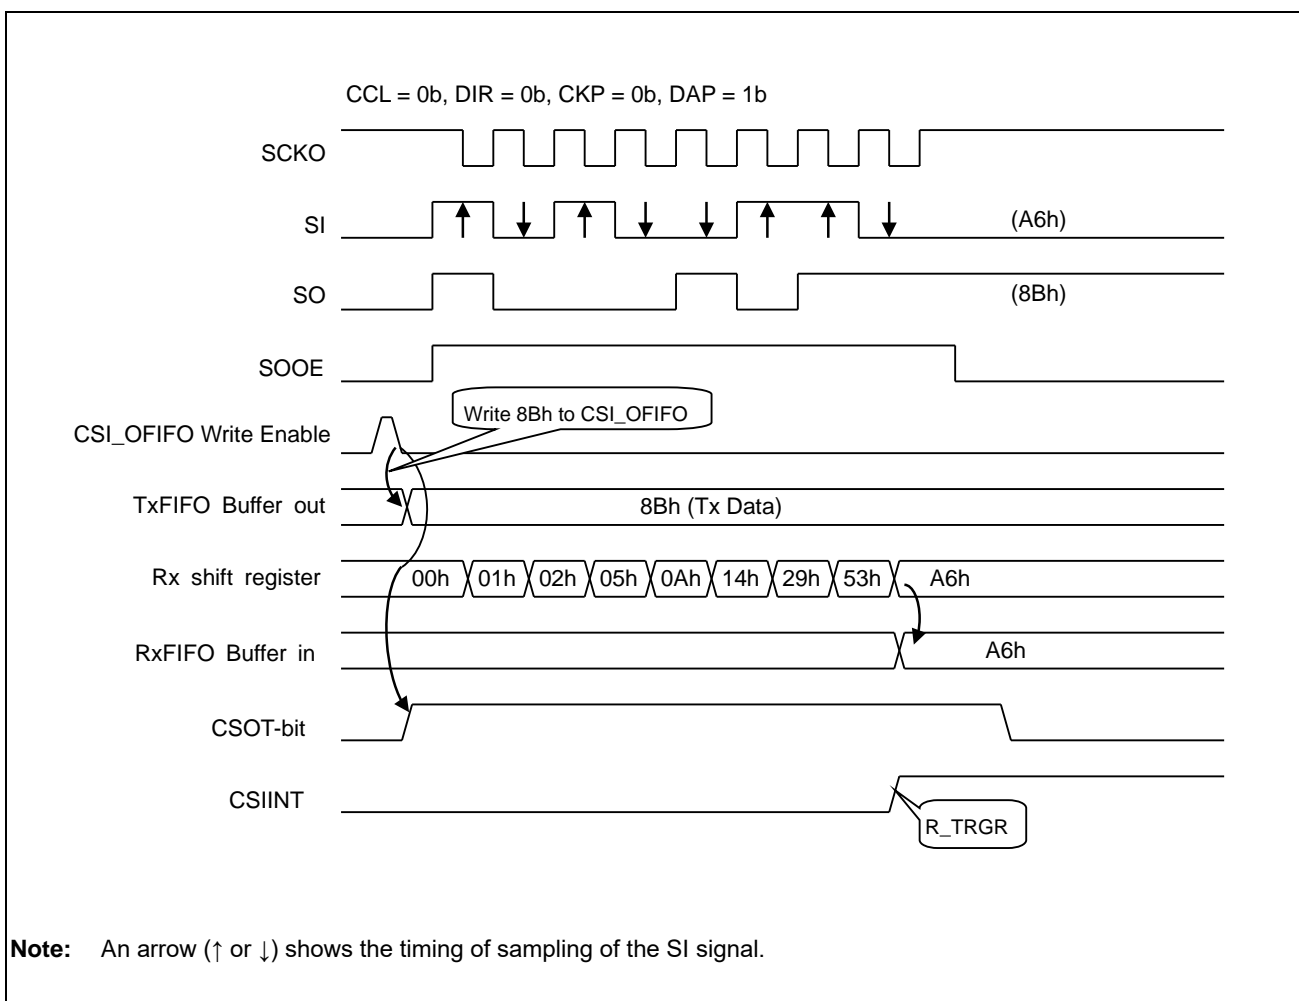 CCL = 0b, DIR = 0b, CKP = 0b, DAP = 1b
SCKO
SI
(A6h)
SO
(8Bh)
SOOE
Write 8Bh to CSI_OFIFO
CSI_OFIFO Write Enable
TxFIFO Buffer out
8Bh (Tx Data)
Rx shift register
00h 01h 02h 05h 0Ah 14h 29h 53h A6h
RxFIFO Buffer in
A6h
CSOT-bit
CSIINT
R_TRGR
Note: An arrow (↑ or ↓) shows the timing of sampling of the SI signal.